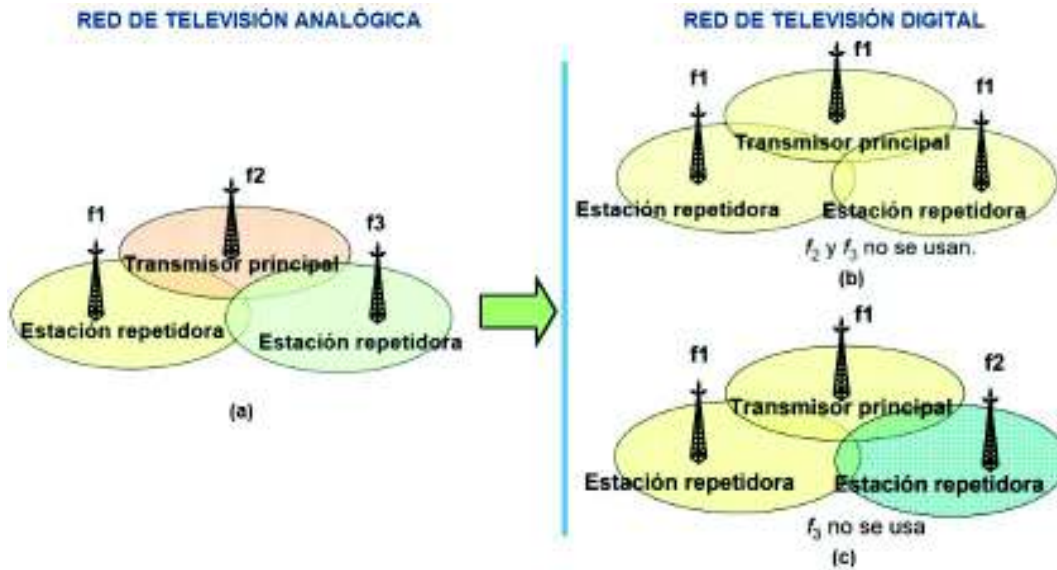 RED DE TELEVISIÓN ANALÓGICA
f2
f1
f3
Transmisor principal
Estación repetidora
Estación repetidora
(a)
RED DE TELEVISIÓN DIGITAL
f1
f1
f1
Transmisor principal
Estación repetidora
Estación repetidora
f2 y f3 no se usan.
(b)
f1
f1
f2
Transmisor principal
Estación repetidora
Estación repetidora
f3 no se usa
(c)